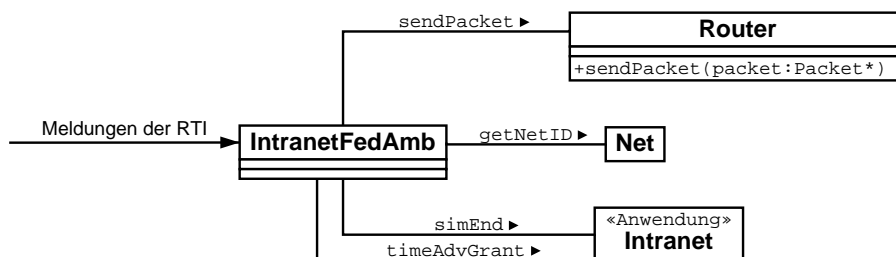 sendPacket ►
Router
+sendPacket(packet:Packet*)
Meldungen der RTI
IntranetFedAmb
getNetID ►
Net
simEnd ►
«Anwendung»
Intranet
timeAdvGrant ►